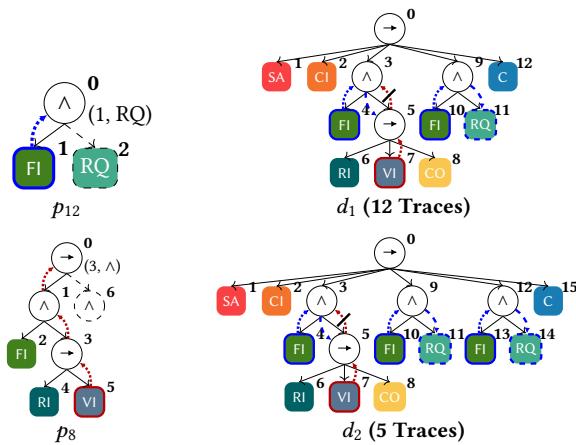 0
∧
(1, RQ)
FI
1
RQ
2
p12
0
→
SA
1
CI
2
∧
3
∧
9
C
12
FI
4
→
5
FI
10
RQ
11
RI
6
VI
7
CO
8
d1 (12 Traces)
0
→
(3, ∧)
∧
1
∧
6
FI
2
→
3
RI
4
VI
5
p8
0
→
SA
1
CI
2
∧
3
∧
9
∧
12
C
15
FI
4
→
5
FI
10
RQ
11
FI
13
RQ
14
RI
6
VI
7
CO
8
d2 (5 Traces)